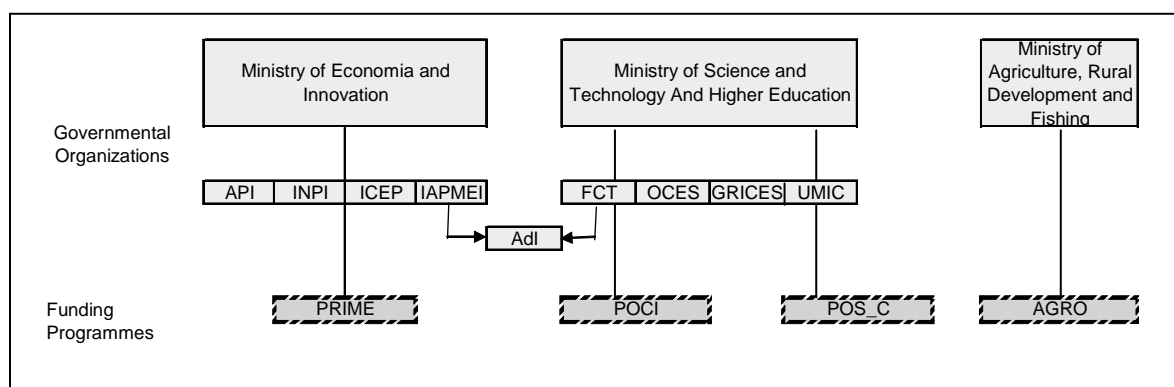 Ministry of Economia and
Innovation
Ministry of Science and
Technology And Higher Education
Ministry of
Agriculture, Rural
Development and
Fishing
Governmental
Organizations
API INPI ICEP IAPMEI FCT OCES GRICES UMIC
AdI
Funding
Programmes
PRIME POCI POS_C AGRO